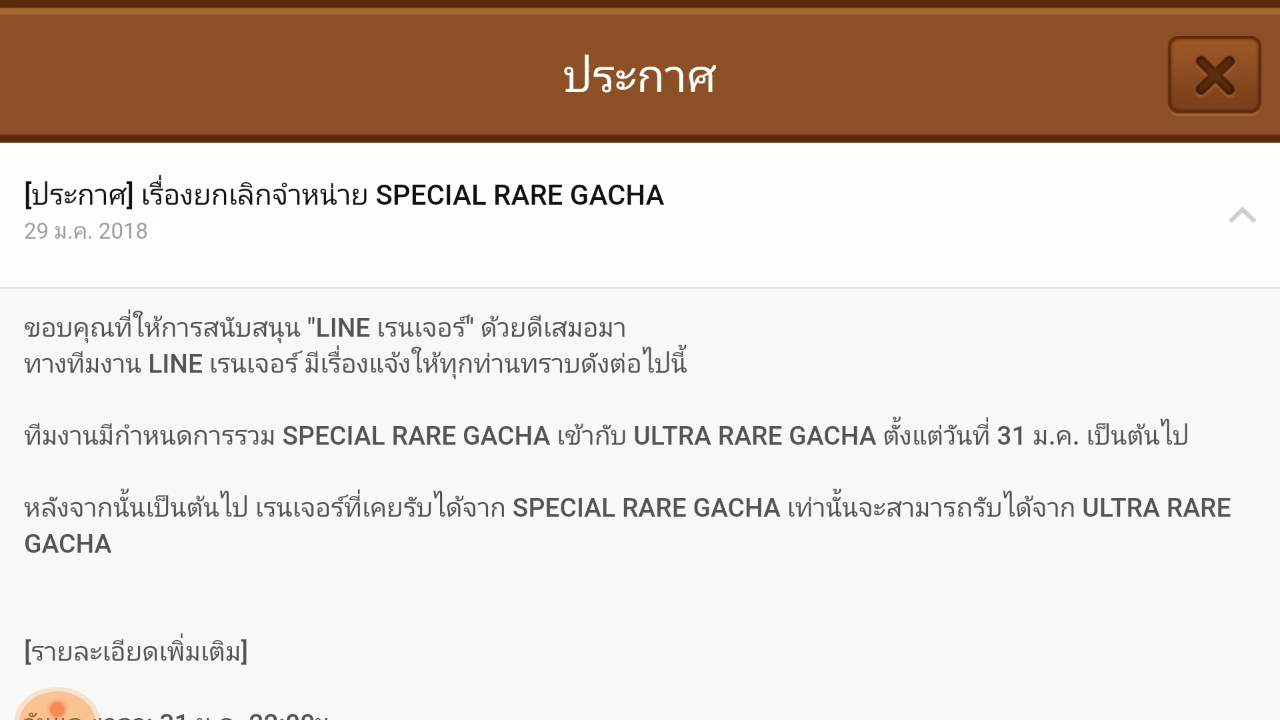 ประกาศ
[ประกาศ] เรื่องยกเลิกจำหน่าย SPECIAL RARE GACHA
29 ม.ค. 2018
ขอบคุณที่ให้การสนับสนุน "LINE เรนเจอร์" ด้วยดีเสมอมา
ทางทีมงาน LINE เรนเจอร์ มีเรื่องแจ้งให้ทุกท่านทราบดังต่อไปนี้
ทีมงานมีกำหนดการรวม SPECIAL RARE GACHA เข้ากับ ULTRA RARE GACHA ตั้งแต่วันที่ 31 ม.ค. เป็นต้นไป
หลังจากนั้นเป็นต้นไป เรนเจอร์ที่เคยรับได้จาก SPECIAL RARE GACHA เท่านั้นจะสามารถรับได้จาก ULTRA RARE
GACHA
[รายละเอียดเพิ่มเติม]